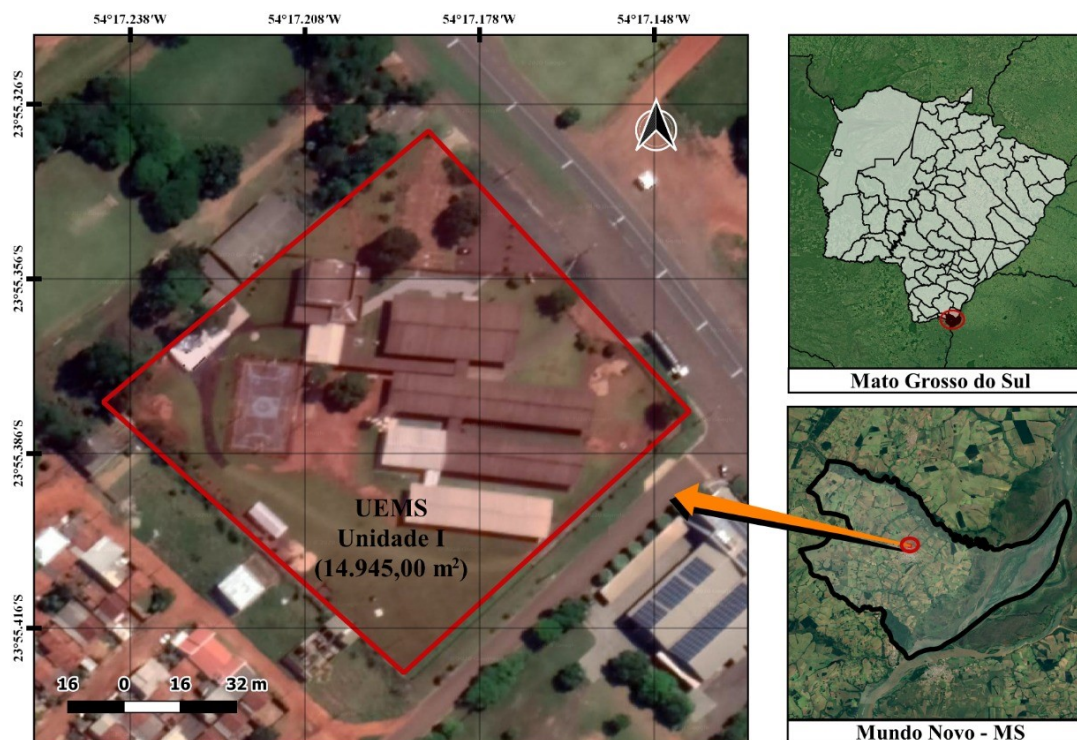 54°17.238'W 54°17.208'W 54°17.178'W 54°17.148'W
23°55.326'S
23°55.356'S
23°55.386'S
23°55.416'S
UEMS
Unidade I
(14.945,00 m²)
16 0 16 32 m
Mato Grosso do Sul
Mundo Novo - MS